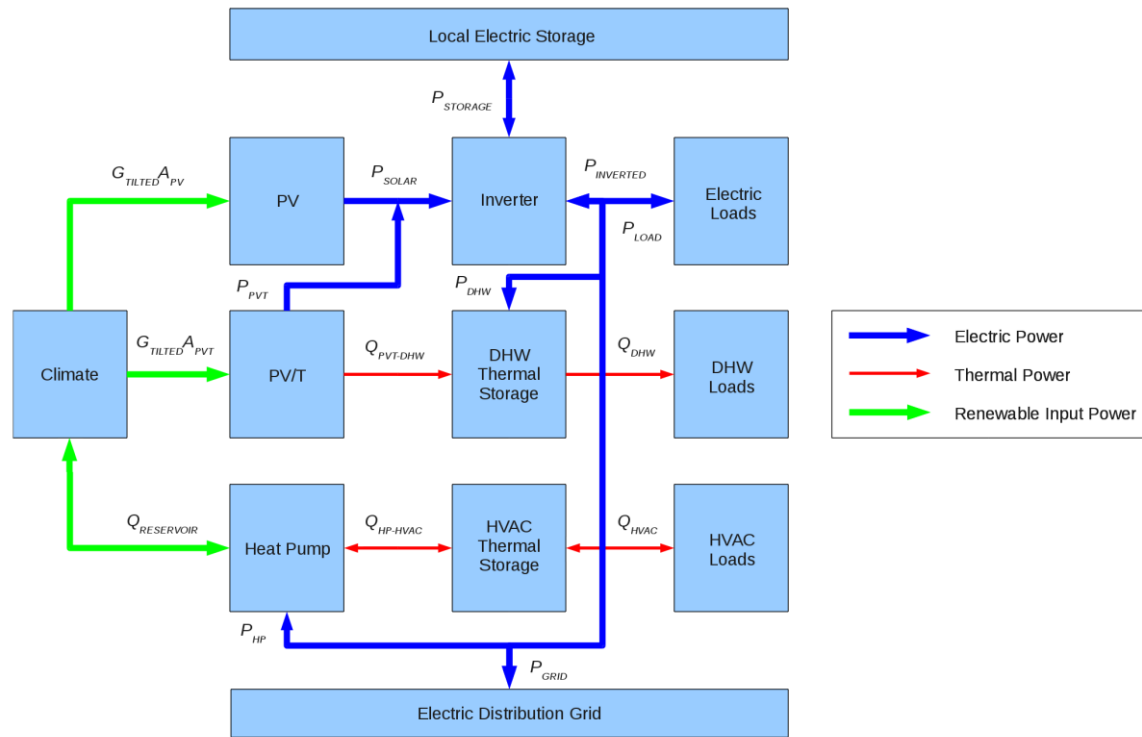 Local Electric Storage
P_STORAGE
G_TILTED A_PV
PV
P_SOLAR
Inverter
P_INVERTED
Electric
Loads
P_LOAD
P_PVT
P_DHW
Climate
G_TILTED A_PVT
PV/T
Q_PVT-DHW
DHW
Thermal
Storage
Q_DHW
DHW
Loads
Electric Power
Thermal Power
Renewable Input Power
Q_RESERVOIR
Heat Pump
Q_HP-HVAC
HVAC
Thermal
Storage
Q_HVAC
HVAC
Loads
P_HP
P_GRID
Electric Distribution Grid